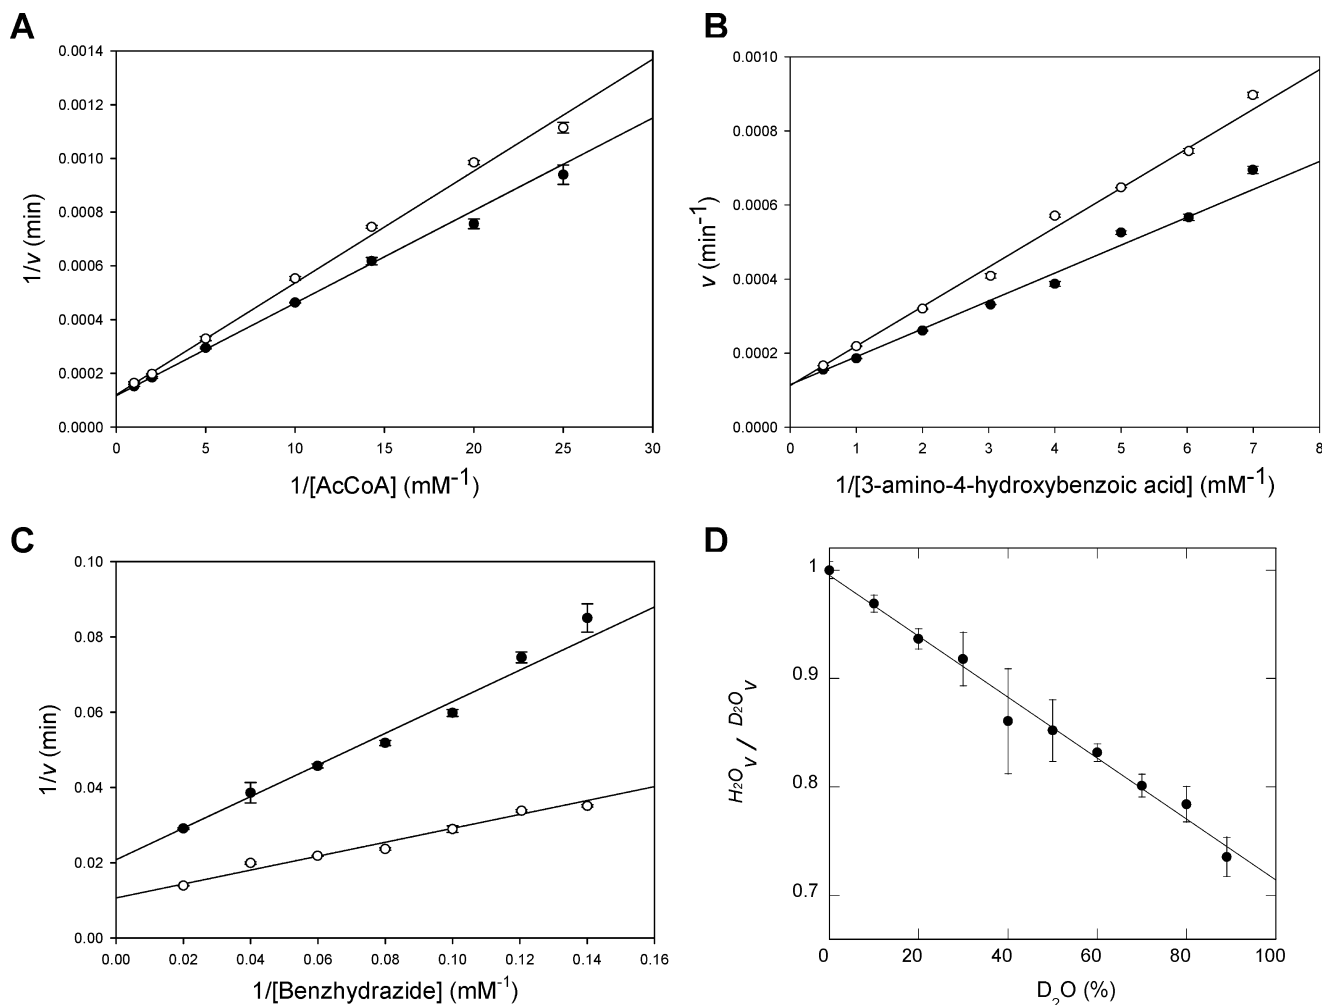 A
0.0014
0.0012
0.0010
0.0008
0.0006
0.0004
0.0002
0.0000
1/v (min)
0 5 10 15 20 25 30
1/[AcCoA] (mM-1)
B
0.0010
0.0008
0.0006
0.0004
0.0002
0.0000
v (min-1)
0 1 2 3 4 5 6 7 8
1/[3-amino-4-hydroxybenzoic acid] (mM-1)
C
0.10
0.08
0.06
0.04
0.02
0.00
1/v (min)
0.00 0.02 0.04 0.06 0.08 0.10 0.12 0.14 0.16
1/[Benzhydrazide] (mM-1)
D
1
0.9
0.8
0.7
H2Ov / D2Ov
0 20 40 60 80 100
D2O (%)